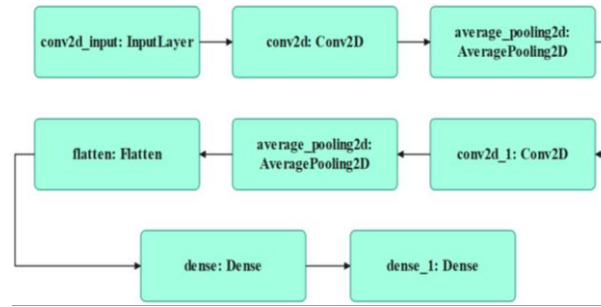 conv2d_input: InputLayer
conv2d: Conv2D
average_pooling2d:
AveragePooling2D
conv2d_1: Conv2D
average_pooling2d:
AveragePooling2D
flatten: Flatten
dense: Dense
dense_1: Dense